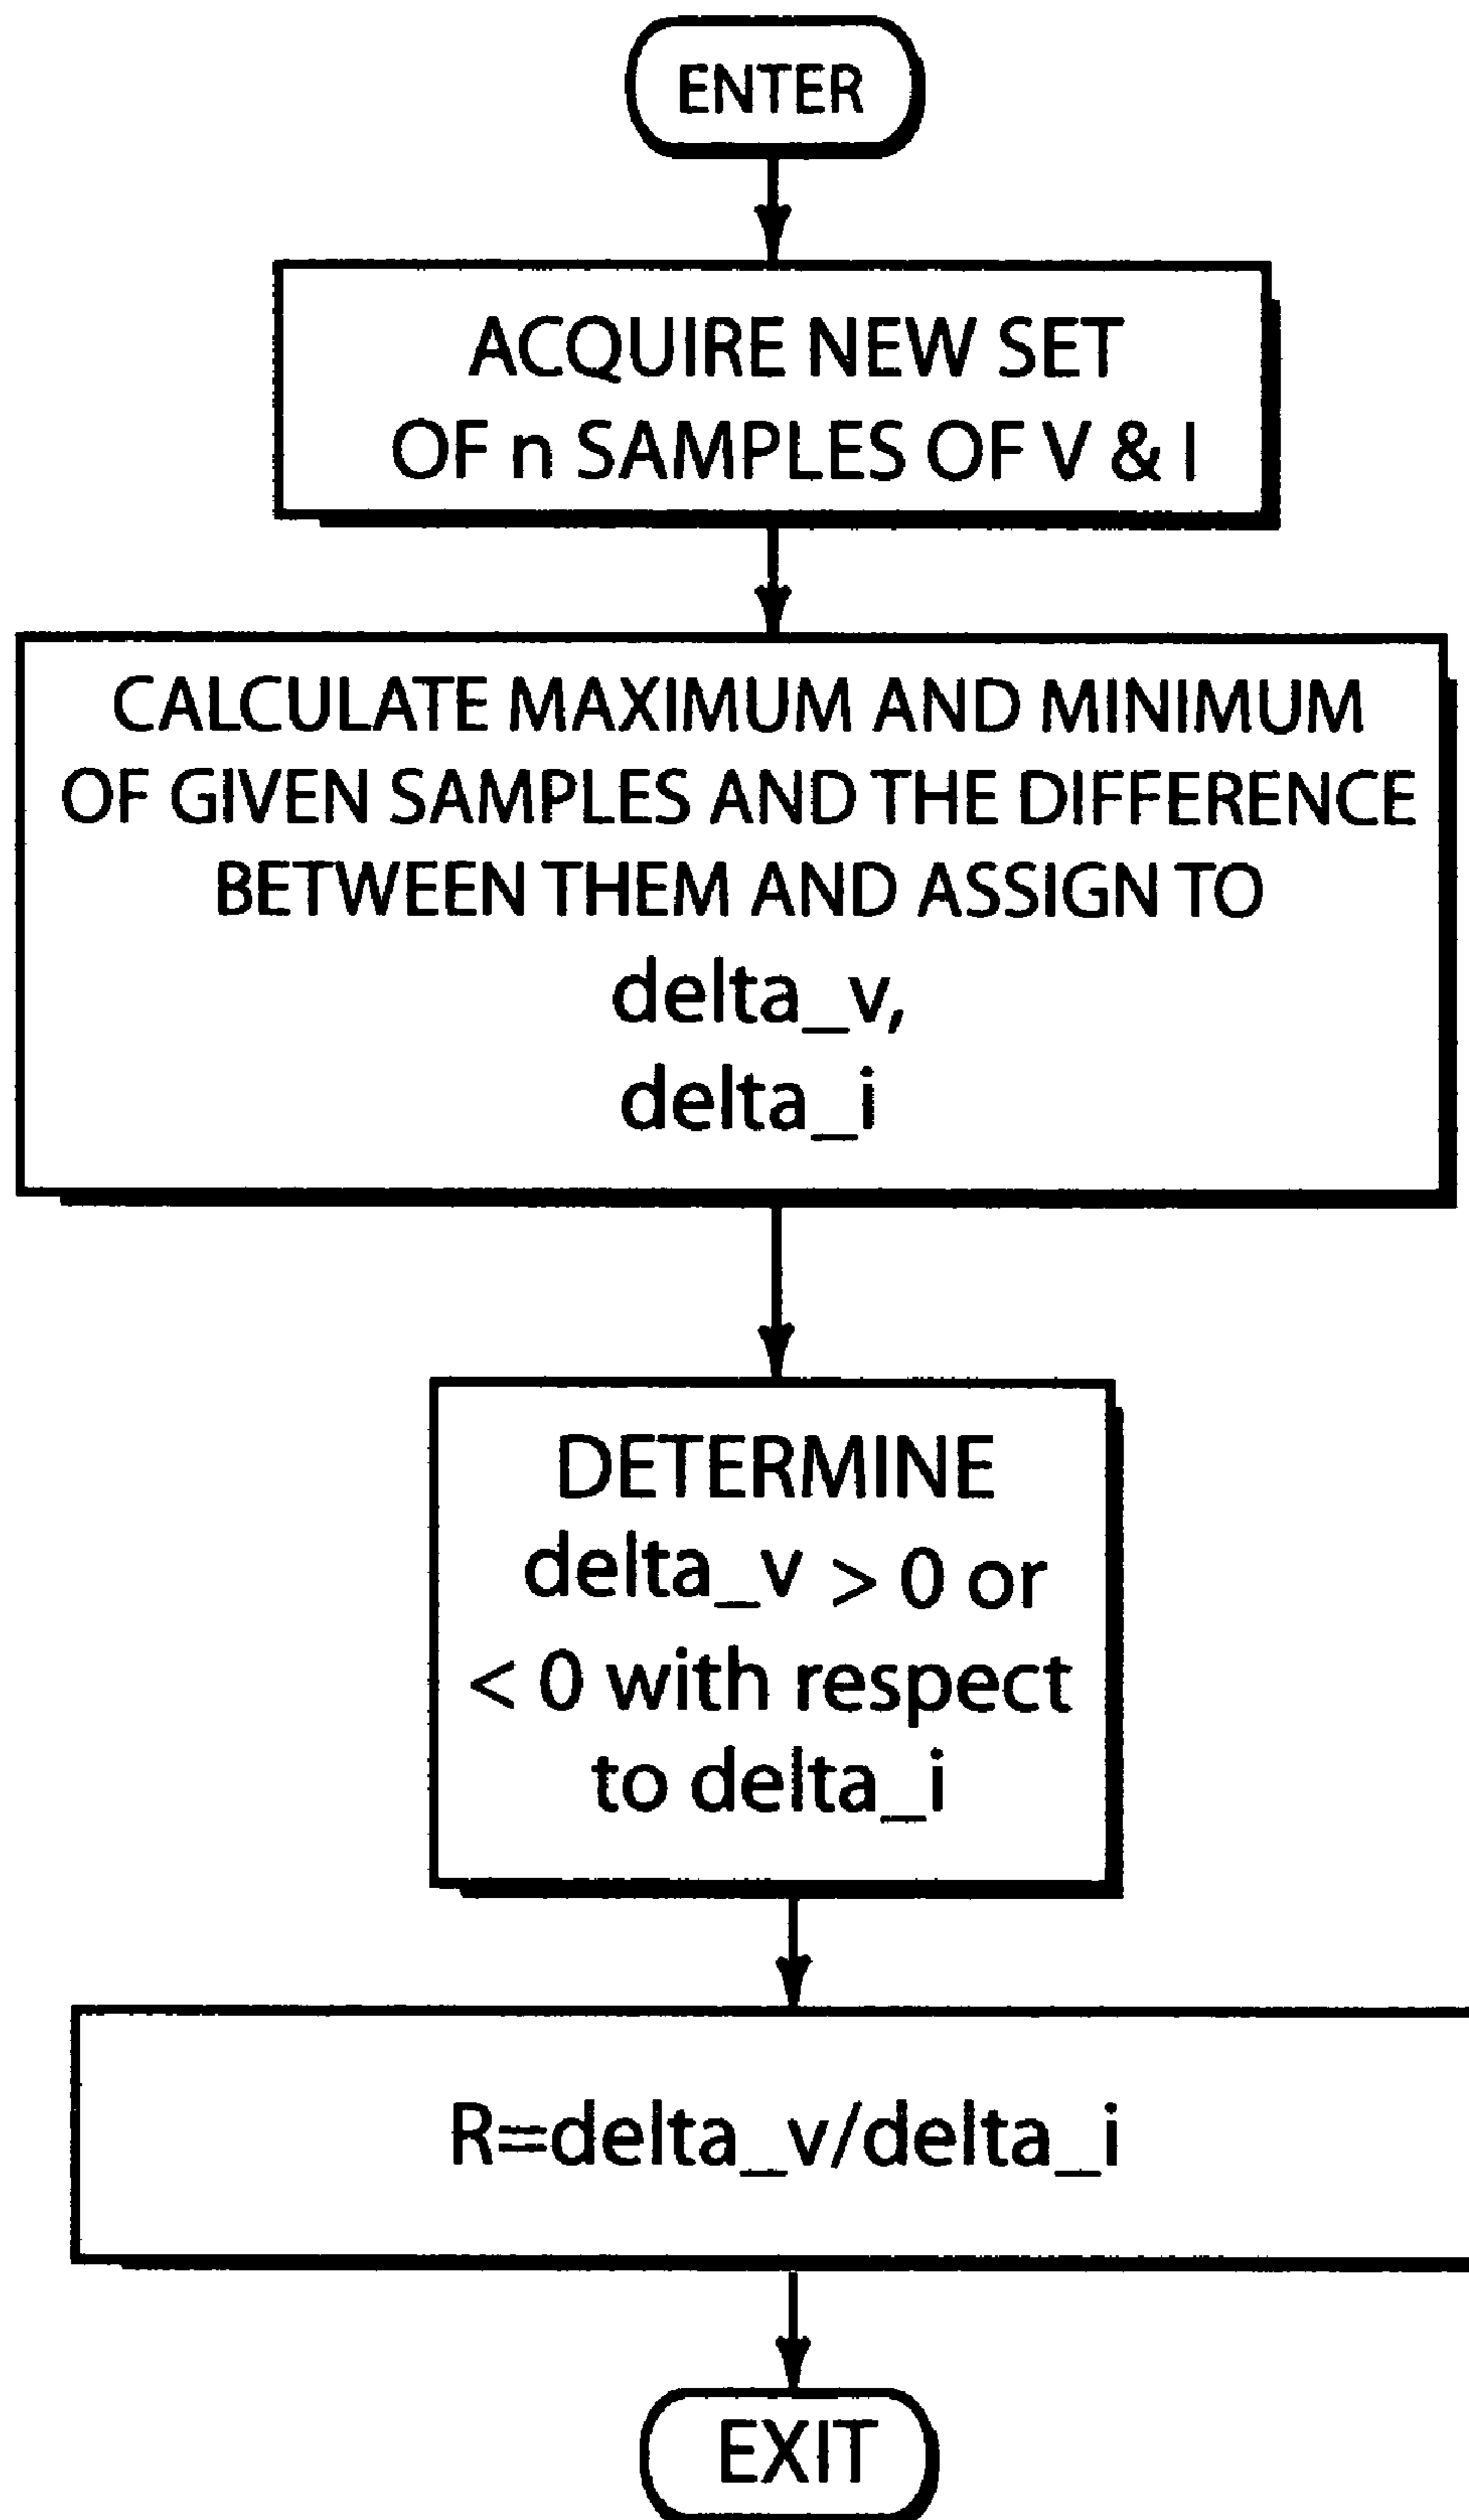 ENTER
ACQUIRE NEW SET
OF n SAMPLES OF V & I
CALCULATE MAXIMUM AND MINIMUM
OF GIVEN SAMPLES AND THE DIFFERENCE
BETWEEN THEM AND ASSIGN TO
delta_v,
delta_i
DETERMINE
delta_v > 0 or
< 0 with respect
to delta_i
R=delta_v/delta_i
EXIT